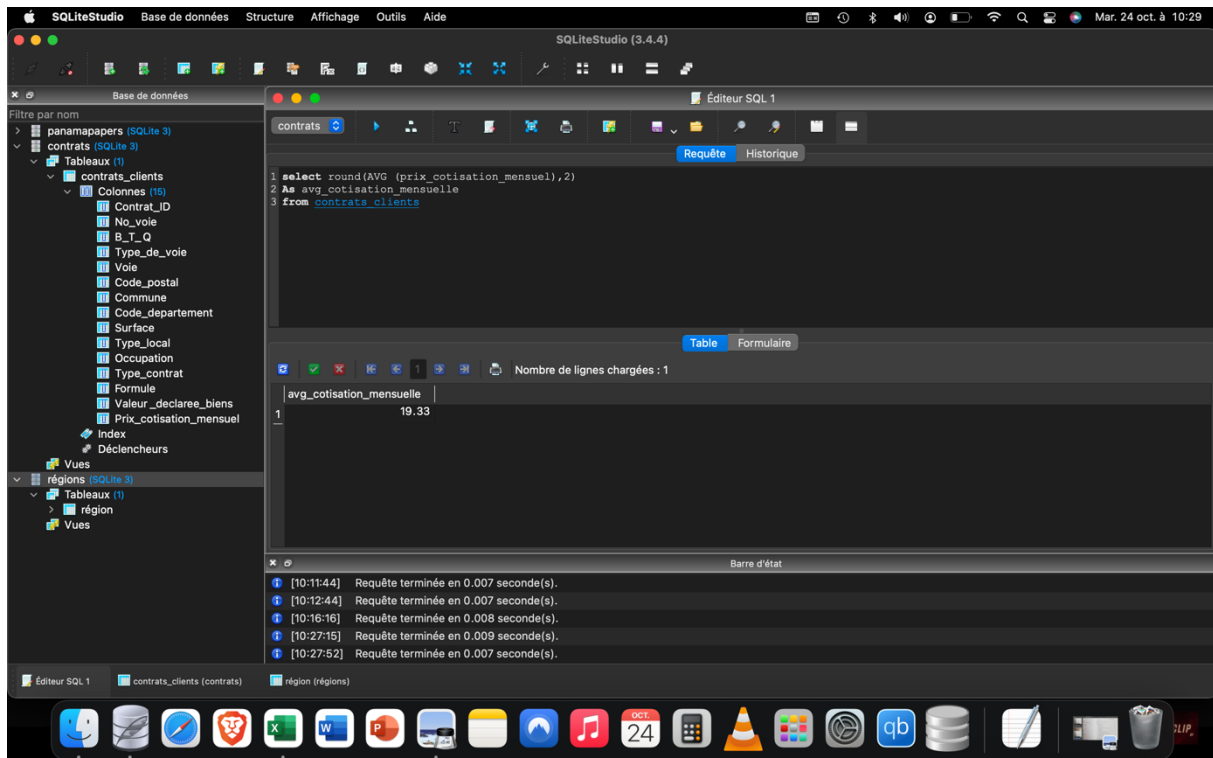 SQLiteStudio Base de données Structure Affichage Outils Aide Mar. 24 oct. à 10:29
SQLiteStudio (3.4.4)
Base de données
Éditeur SQL 1
Filtre par nom
panamapapers (SQLite 3)
contrats (SQLite 3)
Tableaux (1)
contrats_clients
Colonnes (15)
Contrat_ID
No_voie
B_T_Q
Type_de_voie
Voie
Code_postal
Commune
Code_departement
Surface
Type_local
Occupation
Type_contrat
Formule
Valeur_declaree_biens
Prix_cotisation_mensuel
Index
Déclencheurs
Vues
régions (SQLite 3)
Tableaux (1)
région
Vues
contrats
Requête Historique
1 select round(AVG (prix_cotisation_mensuel),2)
2 As avg_cotisation_mensuelle
3 from contrats_clients
Table Formulaire
1 Nombre de lignes chargées : 1
avg_cotisation_mensuelle
1 19.33
Barre d'état
[10:11:44] Requête terminée en 0.007 seconde(s).
[10:12:44] Requête terminée en 0.007 seconde(s).
[10:16:16] Requête terminée en 0.008 seconde(s).
[10:27:15] Requête terminée en 0.009 seconde(s).
[10:27:52] Requête terminée en 0.007 seconde(s).
Éditeur SQL 1 contrats_clients (contrats) région (régions)
X W P OCT. 24 qb